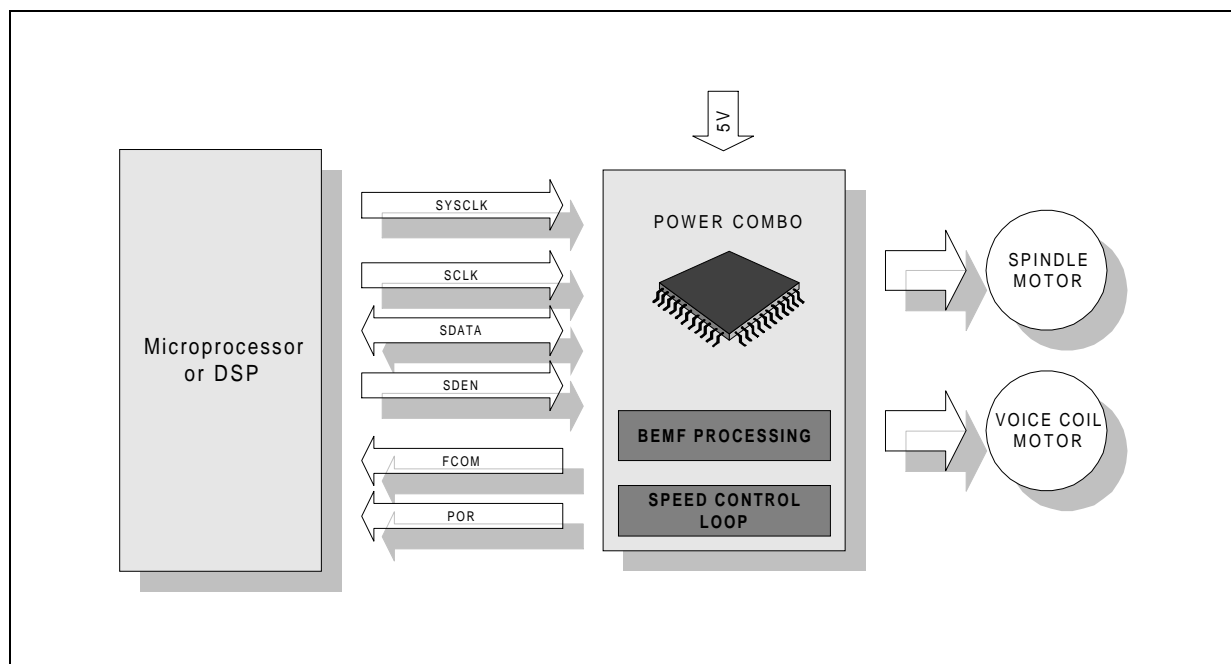 5V
Microprocessor
or DSP
SYSCLK
SCLK
SDATA
SDEN
FCOM
POR
POWER COMBO
BEMF PROCESSING
SPEED CONTROL
LOOP
SPINDLE
MOTOR
VOICE COIL
MOTOR